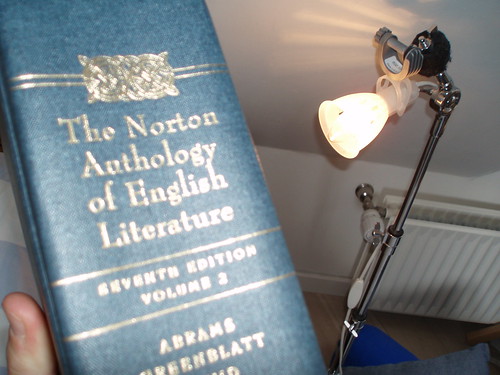 The Norton
Anthology
of English
Literature
SEVENTH EDITION
VOLUME 2
ABRAMS
GREENBLATT